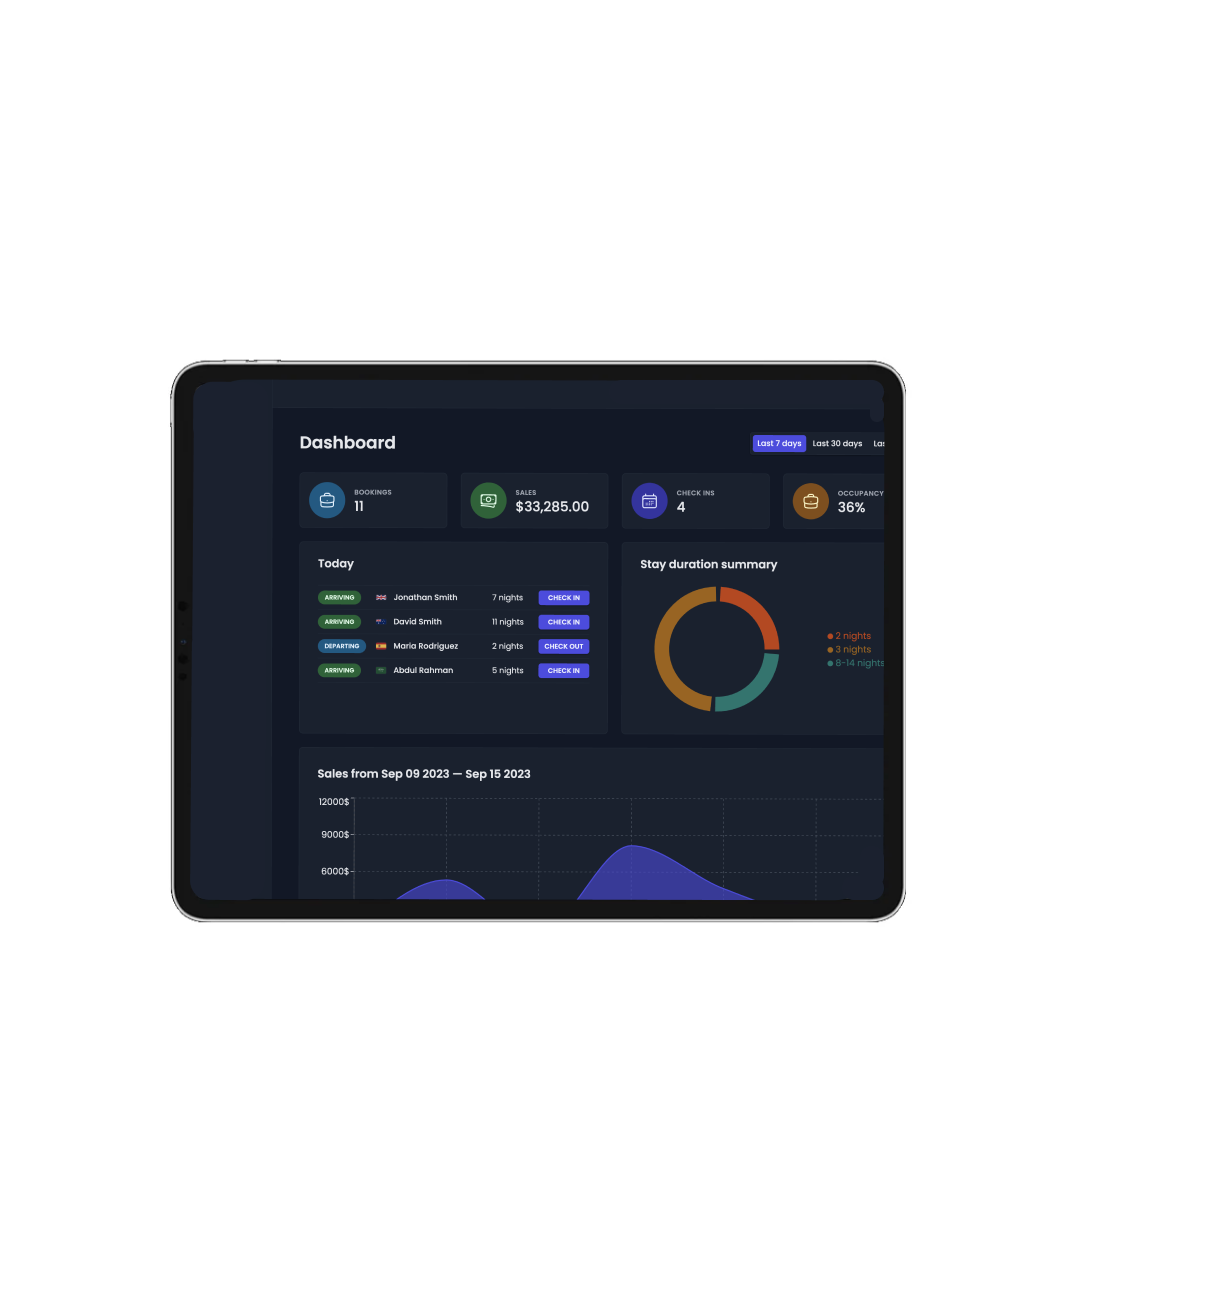 Dashboard
Last 7 days Last 30 days Las
BOOKINGS
11
SALES
$33,285.00
CHECK INS
4
OCCUPANCY
36%
Today
ARRIVING Jonathan Smith 7 nights CHECK IN
ARRIVING David Smith 11 nights CHECK IN
DEPARTING Maria Rodriguez 2 nights CHECK OUT
ARRIVING Abdul Rahman 5 nights CHECK IN
Stay duration summary
2 nights
3 nights
8-14 nights
Sales from Sep 09 2023 — Sep 15 2023
12000$
9000$
6000$